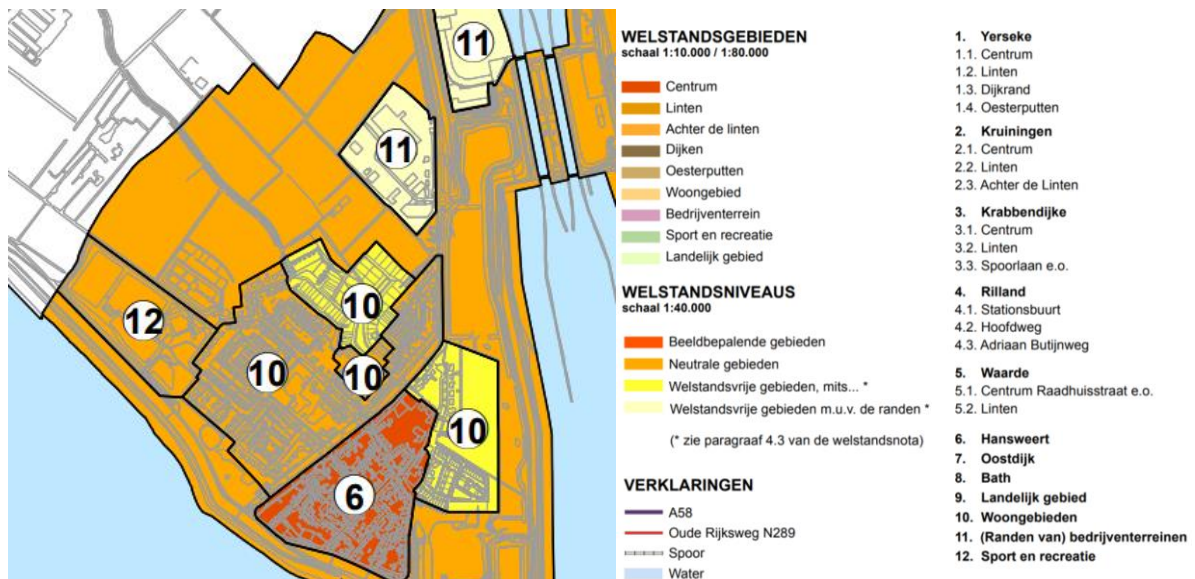 11
11
12
10
10
10
10
6
WELSTANDSGEBIEDEN
schaal 1:10.000 / 1:80.000
Centrum
Linten
Achter de linten
Dijken
Oesterputten
Woongebied
Bedrijventerrein
Sport en recreatie
Landelijk gebied
WELSTANDSNIVEAUS
schaal 1:40.000
Beeldbepalende gebieden
Neutrale gebieden
Welstandsvrije gebieden, mits... *
Welstandsvrije gebieden m.u.v. de randen *
(* zie paragraaf 4.3 van de welstandsnota)
VERKLARINGEN
A58
Oude Rijksweg N289
Spoor
Water
1. Yerseke
1.1. Centrum
1.2. Linten
1.3. Dijkrand
1.4. Oesterputten
2. Kruiningen
2.1. Centrum
2.2. Linten
2.3. Achter de Linten
3. Krabbendijke
3.1. Centrum
3.2. Linten
3.3. Spoorlaan e.o.
4. Rilland
4.1. Stationsbuurt
4.2. Hoofdweg
4.3. Adriaan Butijnweg
5. Waarde
5.1. Centrum Raadhuisstraat e.o.
5.2. Linten
6. Hansweert
7. Oostdijk
8. Bath
9. Landelijk gebied
10. Woongebieden
11. (Randen van) bedrijventerreinen
12. Sport en recreatie